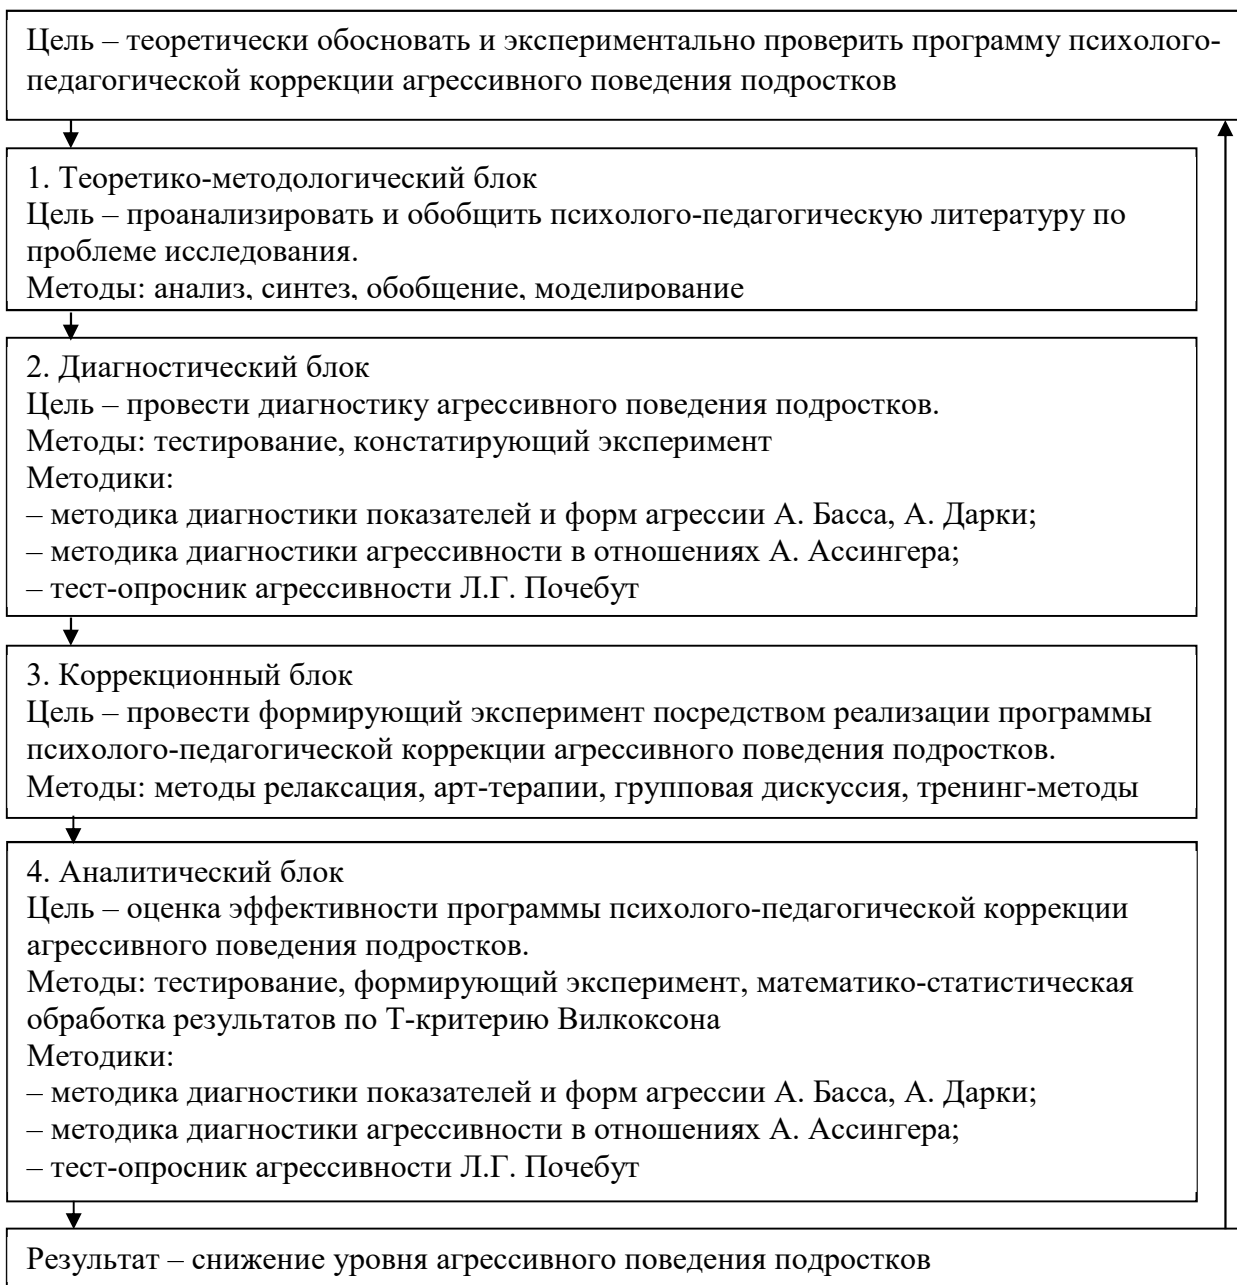 Цель – теоретически обосновать и экспериментально проверить программу психолого-
педагогической коррекции агрессивного поведения подростков
1. Теоретико-методологический блок
Цель – проанализировать и обобщить психолого-педагогическую литературу по
проблеме исследования.
Методы: анализ, синтез, обобщение, моделирование
2. Диагностический блок
Цель – провести диагностику агрессивного поведения подростков.
Методы: тестирование, констатирующий эксперимент
Методики:
– методика диагностики показателей и форм агрессии А. Басса, А. Дарки;
– методика диагностики агрессивности в отношениях А. Ассингера;
– тест-опросник агрессивности Л.Г. Почебут
3. Коррекционный блок
Цель – провести формирующий эксперимент посредством реализации программы
психолого-педагогической коррекции агрессивного поведения подростков.
Методы: методы релаксация, арт-терапии, групповая дискуссия, тренинг-методы
4. Аналитический блок
Цель – оценка эффективности программы психолого-педагогической коррекции
агрессивного поведения подростков.
Методы: тестирование, формирующий эксперимент, математико-статистическая
обработка результатов по Т-критерию Вилкоксона
Методики:
– методика диагностики показателей и форм агрессии А. Басса, А. Дарки;
– методика диагностики агрессивности в отношениях А. Ассингера;
– тест-опросник агрессивности Л.Г. Почебут
Результат – снижение уровня агрессивного поведения подростков